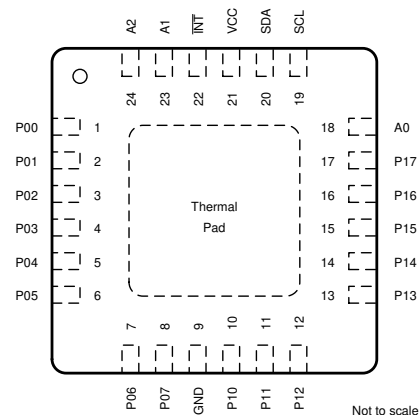 A2 A1 INT VCC SDA SCL
24 23 22 21 20 19
P00 1 18 A0
P01 2 17 P17
P02 3 16 P16
Thermal
P03 4 15 P15
Pad
P04 5 14 P14
P05 6 13 P13
7 8 9 10 11 12
P06 P07 GND P10 P11 P12
Not to scale